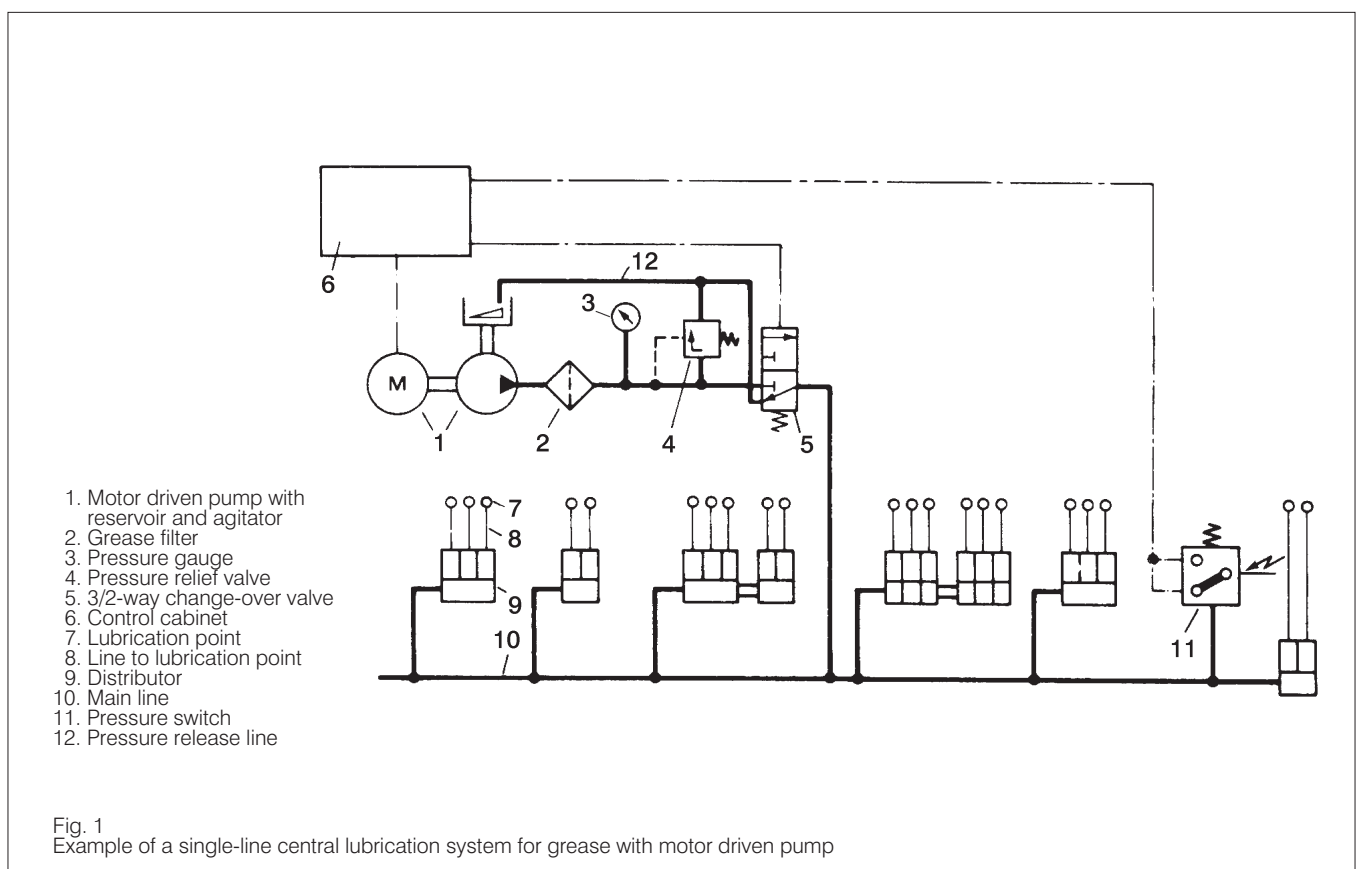 6
12
3
M
1
2
4
5
7
8
9
10
11
1. Motor driven pump with
reservoir and agitator
2. Grease filter
3. Pressure gauge
4. Pressure relief valve
5. 3/2-way change-over valve
6. Control cabinet
7. Lubrication point
8. Line to lubrication point
9. Distributor
10. Main line
11. Pressure switch
12. Pressure release line
Fig. 1
Example of a single-line central lubrication system for grease with motor driven pump